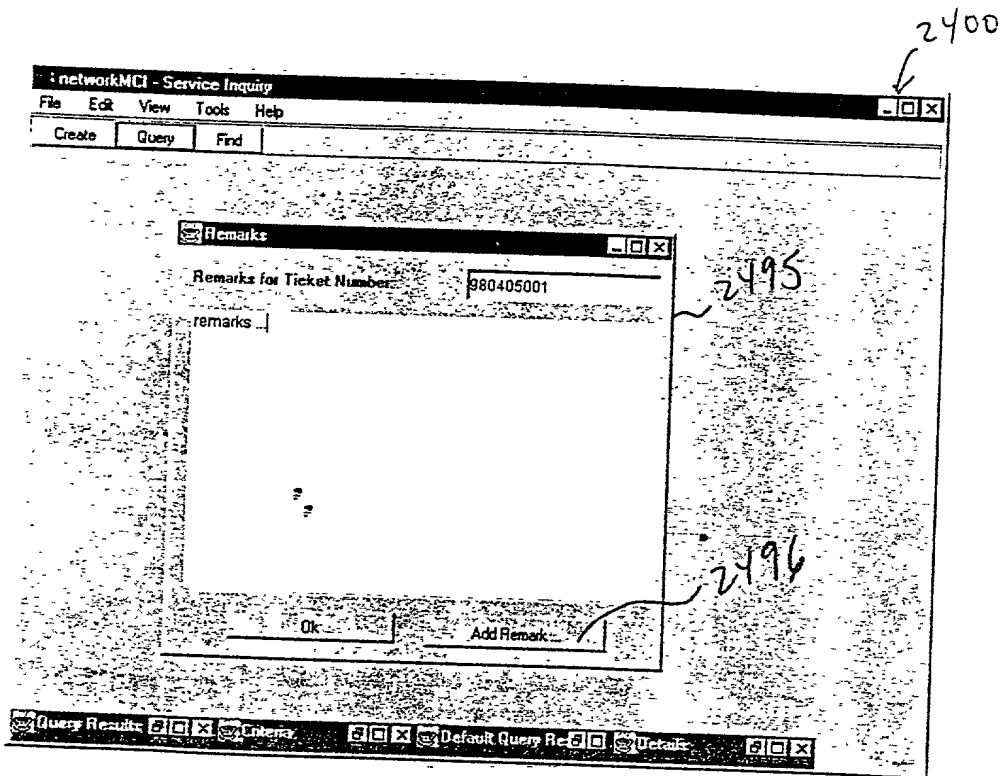 2400
networkMCI - Service Inquiry
File Edit View Tools Help
Create Query Find
Remarks
Remarks for Ticket Number: 980405001
2495
remarks ...
2496
Ok Add Remark ...
Query Results Criteria Default Query Re Details